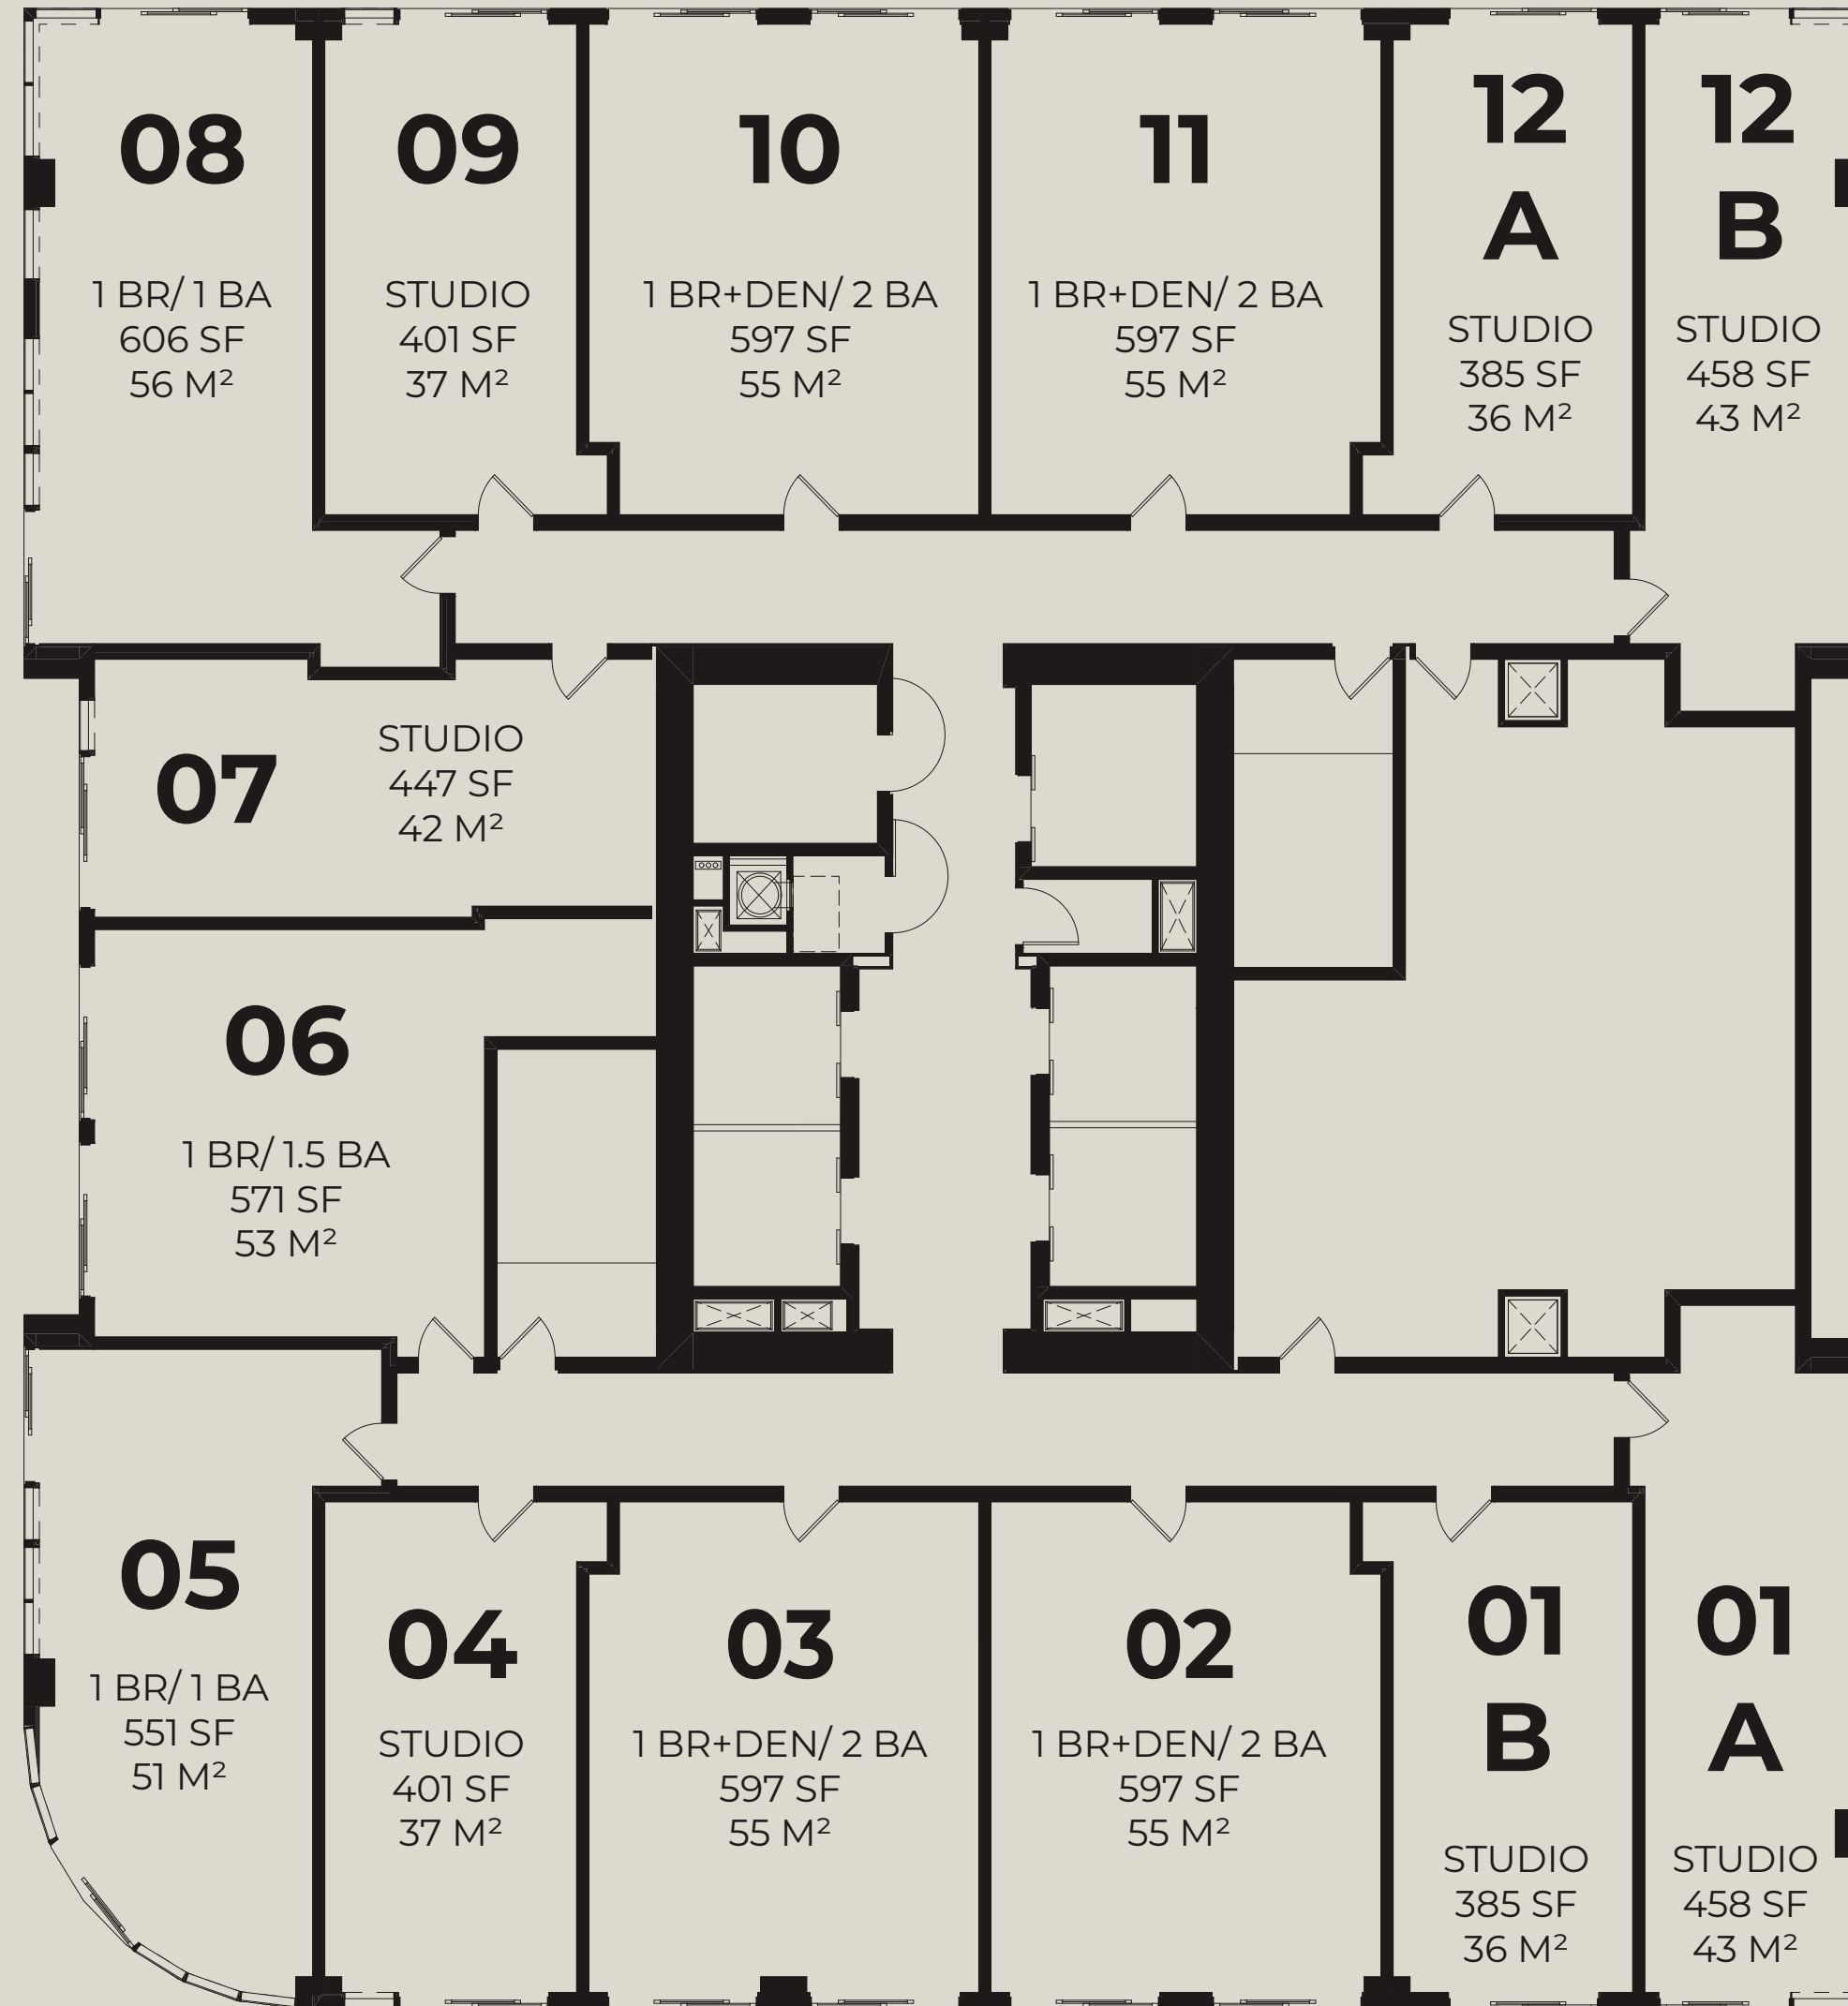 08
1 BR/ 1 BA
606 SF
56 M²
09
STUDIO
401 SF
37 M²
10
1 BR+DEN/ 2 BA
597 SF
55 M²
11
1 BR+DEN/ 2 BA
597 SF
55 M²
12
A
STUDIO
385 SF
36 M²
12
B
STUDIO
458 SF
43 M²
07
STUDIO
447 SF
42 M²
06
1 BR/ 1.5 BA
571 SF
53 M²
05
1 BR/ 1 BA
551 SF
51 M²
04
STUDIO
401 SF
37 M²
03
1 BR+DEN/ 2 BA
597 SF
55 M²
02
1 BR+DEN/ 2 BA
597 SF
55 M²
01
B
STUDIO
385 SF
36 M²
01
A
STUDIO
458 SF
43 M²